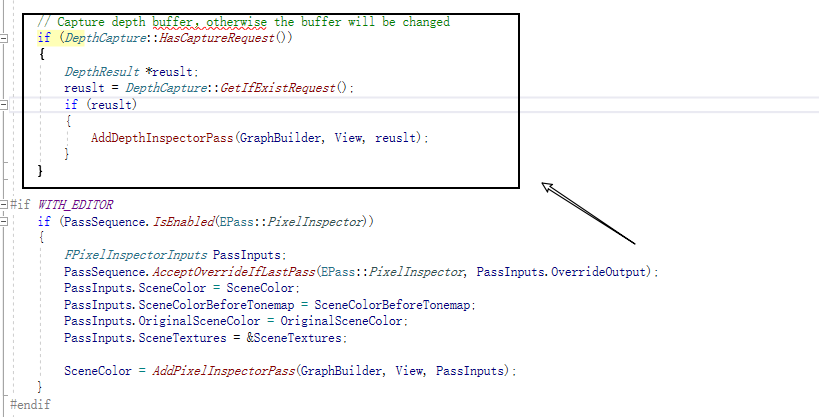 // Capture depth buffer, otherwise the buffer will be changed
if (DepthCapture::HasCaptureRequest())
{
DepthResult *reuslt;
reuslt = DepthCapture::GetIfExistRequest();
if (reuslt)
{
AddDepthInspectorPass(GraphBuilder, View, reuslt);
}
}
#if WITH_EDITOR
if (PassSequence.IsEnabled(EPass::PixelInspector))
{
FPixelInspectorInputs PassInputs;
PassSequence.AcceptOverrideIfLastPass(EPass::PixelInspector, PassInputs.OverrideOutput);
PassInputs.SceneColor = SceneColor;
PassInputs.SceneColorBeforeTonemap = SceneColorBeforeTonemap;
PassInputs.OriginalSceneColor = OriginalSceneColor;
PassInputs.SceneTextures = &SceneTextures;
SceneColor = AddPixelInspectorPass(GraphBuilder, View, PassInputs);
}
#endif